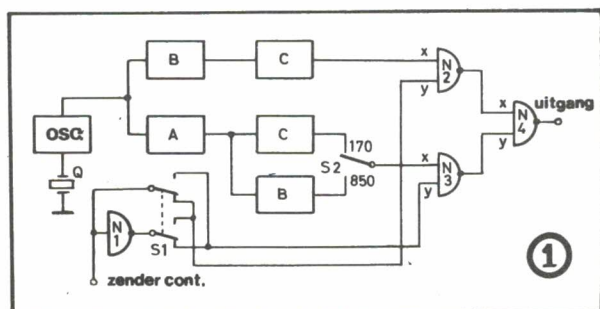 B
C
x
y
N
2
OSC
Q
A
C
B
170
S2
850
x
y
N
3
x
y
N
4
uitgang
N
1
S1
zender cont.
1